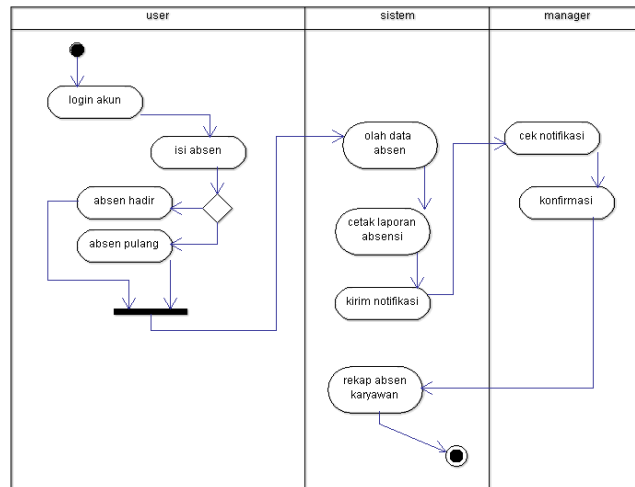 user
sistem
manager
login akun
isi absen
absen hadir
absen pulang
olah data
absen
cetak laporan
absensi
kirim notifikasi
cek notifikasi
konfirmasi
rekap absen
karyawan